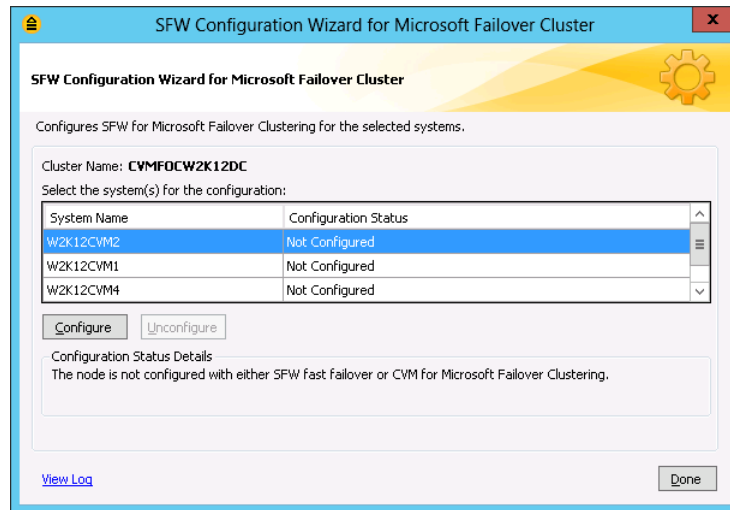 SFW Configuration Wizard for Microsoft Failover Cluster
x
SFW Configuration Wizard for Microsoft Failover Cluster
Configures SFW for Microsoft Failover Clustering for the selected systems.
Cluster Name: CVMFOCW2K12DC
Select the system(s) for the configuration:
System Name Configuration Status
W2K12CVM2 Not Configured
W2K12CVM1 Not Configured
W2K12CVM4 Not Configured
Configure Unconfigure
Configuration Status Details
The node is not configured with either SFW fast failover or CVM for Microsoft Failover Clustering.
View Log Done